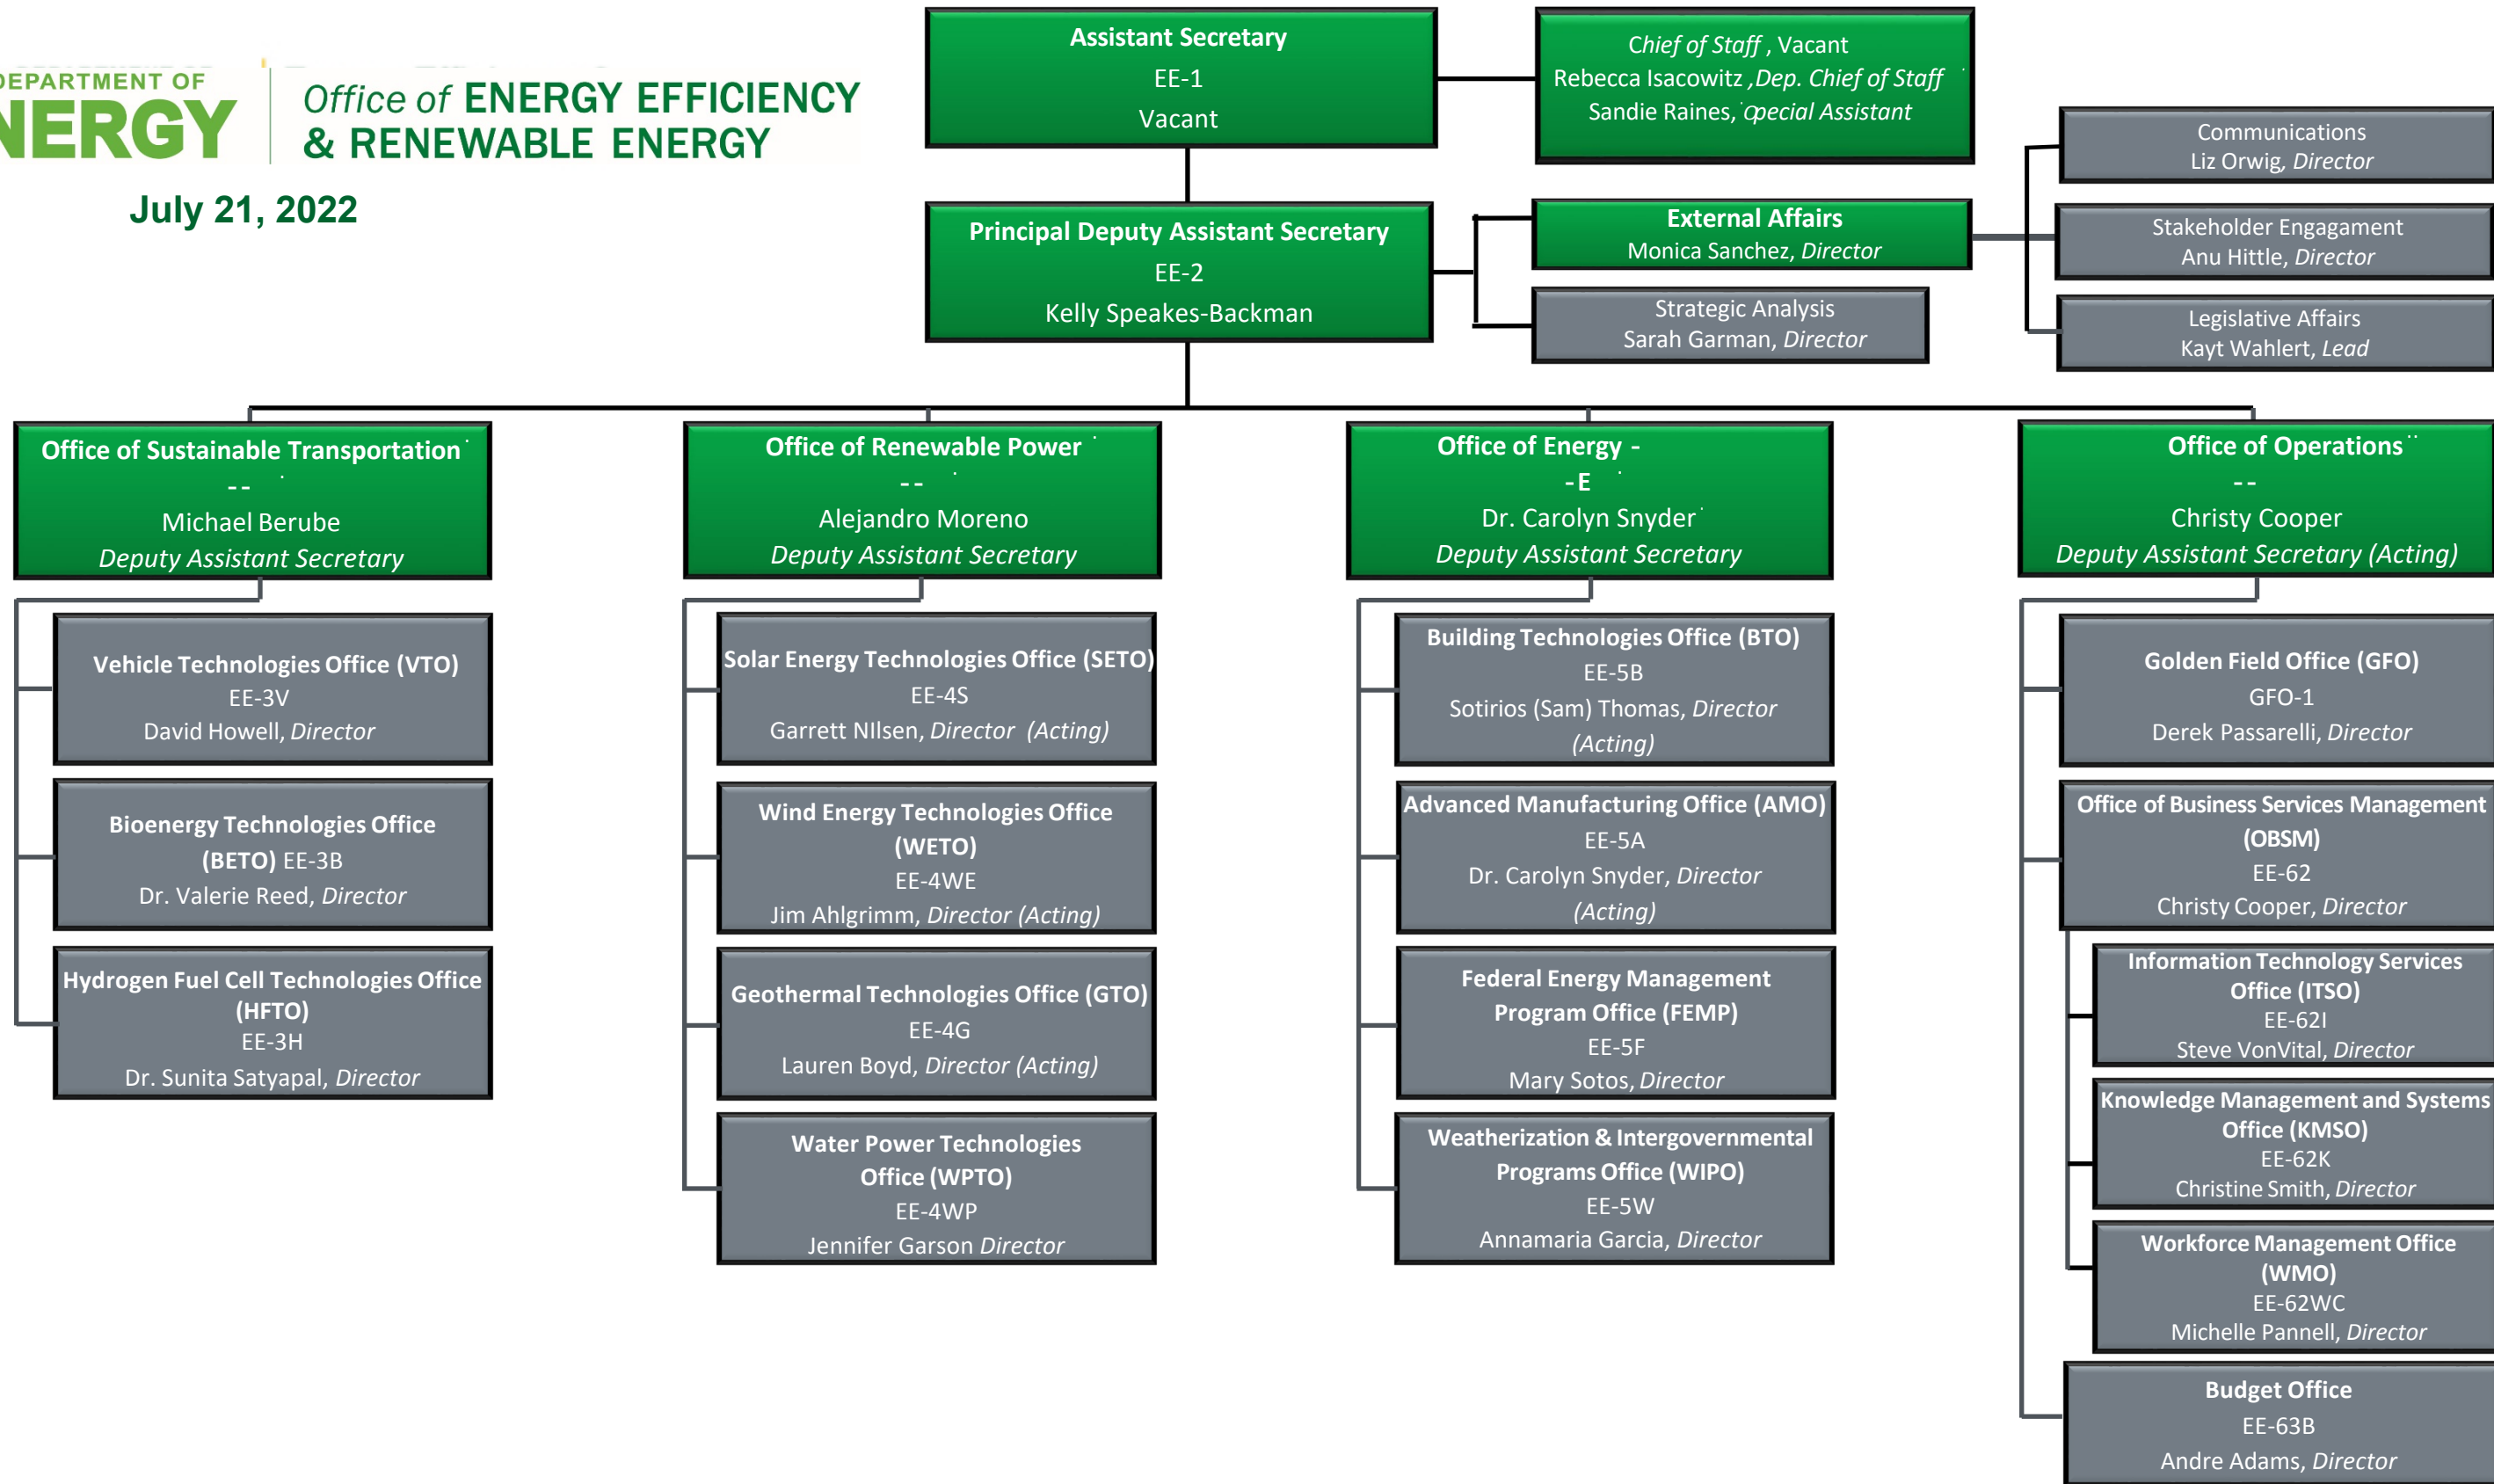 DEPARTMENT OF
NERGY
Office of ENERGY EFFICIENCY
& RENEWABLE ENERGY
July 21, 2022
Assistant Secretary
EE-1
Vacant
Chief of Staff , Vacant
Rebecca Isacowitz ,Dep. Chief of Staff
Sandie Raines, pecial Assistant
Principal Deputy Assistant Secretary
EE-2
Kelly Speakes-Backman
External Affairs
Monica Sanchez, Director
Strategic Analysis
Sarah Garman, Director
Communications
Liz Orwig, Director
Stakeholder Engagament
Anu Hittle, Director
Legislative Affairs
Kayt Wahlert, Lead
Office of Sustainable Transportation
--
Michael Berube
Deputy Assistant Secretary
Vehicle Technologies Office (VTO)
EE-3V
David Howell, Director
Bioenergy Technologies Office
(BETO) EE-3B
Dr. Valerie Reed, Director
Hydrogen Fuel Cell Technologies Office
(HFTO)
EE-3H
Dr. Sunita Satyapal, Director
Office of Renewable Power
--
Alejandro Moreno
Deputy Assistant Secretary
Solar Energy Technologies Office (SETO)
EE-4S
Garrett NIlsen, Director (Acting)
Wind Energy Technologies Office
(WETO)
EE-4WE
Jim Ahlgrimm, Director (Acting)
Geothermal Technologies Office (GTO)
EE-4G
Lauren Boyd, Director (Acting)
Water Power Technologies
Office (WPTO)
EE-4WP
Jennifer Garson Director
Office of Energy -
-E
Dr. Carolyn Snyder
Deputy Assistant Secretary
Building Technologies Office (BTO)
EE-5B
Sotirios (Sam) Thomas, Director
(Acting)
Advanced Manufacturing Office (AMO)
EE-5A
Dr. Carolyn Snyder, Director
(Acting)
Federal Energy Management
Program Office (FEMP)
EE-5F
Mary Sotos, Director
Weatherization & Intergovernmental
Programs Office (WIPO)
EE-5W
Annamaria Garcia, Director
Office of Operations
--
Christy Cooper
Deputy Assistant Secretary (Acting)
Golden Field Office (GFO)
GFO-1
Derek Passarelli, Director
Office of Business Services Management
(OBSM)
EE-62
Christy Cooper, Director
Information Technology Services
Office (ITSO)
EE-62I
Steve VonVital, Director
Knowledge Management and Systems
Office (KMSO)
EE-62K
Christine Smith, Director
Workforce Management Office
(WMO)
EE-62WC
Michelle Pannell, Director
Budget Office
EE-63B
Andre Adams, Director